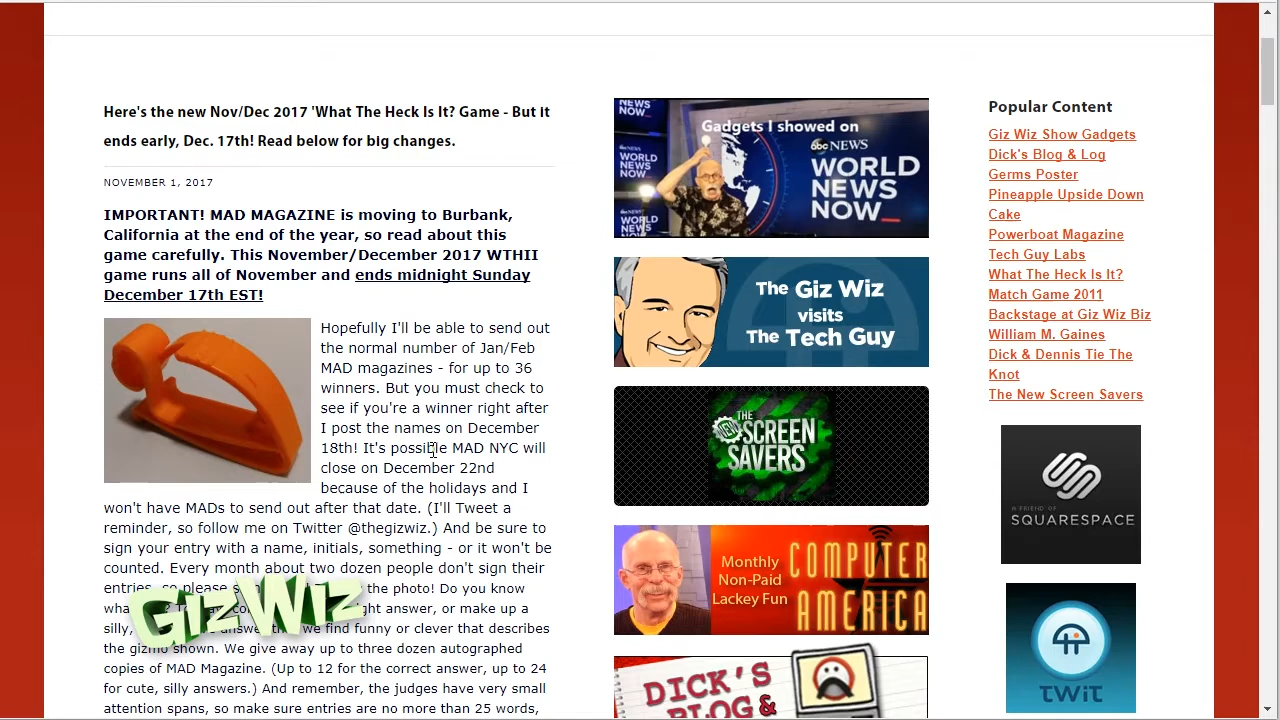 Here's the new Nov/Dec 2017 'What The Heck Is It? Game - But it
ends early, Dec. 17th! Read below for big changes.
NOVEMBER 1, 2017
IMPORTANT! MAD MAGAZINE is moving to Burbank,
California at the end of the year, so read about this
game carefully. This November/December 2017 WTHII
game runs all of November and ends midnight Sunday
December 17th EST!
Hopefully I'll be able to send out
the normal number of Jan/Feb
MAD magazines - for up to 36
winners. But you must check to
see if you're a winner right after
I post the names on December
18th! It's possible MAD NYC will
close on December 22nd
because of the holidays and I
won't have MADs to send out after that date. (I'll Tweet a
reminder, so follow me on Twitter @thegizwiz.) And be sure to
sign your entry with a name, initials, something - or it won't be
counted. Every month about two dozen people don't sign their
entries, so please the photo! Do you know
what answer, or make up a
silly, we find funny or clever that describes
the gizmo shown. We give away up to three dozen autographed
copies of MAD Magazine. (Up to 12 for the correct answer, up to 24
for cute, silly answers.) And remember, the judges have very small
attention spans, so make sure entries are no more than 25 words,
GIZ WIZ
NEWS
NOW
Gadgets I showed on
abc NEWS
WORLD
NEWS
NOW
WORLD
NEWS
NOW
The Giz Wiz
visits
The Tech Guy
THE
NEW
SCREEN
SAVERS
Monthly
Non-Paid
Lackey Fun
COMPUTER
AMERICA
DICK'S
BLOG &
Popular Content
Giz Wiz Show Gadgets
Dick's Blog & Log
Germs Poster
Pineapple Upside Down
Cake
Powerboat Magazine
Tech Guy Labs
What The Heck Is It?
Match Game 2011
Backstage at Giz Wiz Biz
William M. Gaines
Dick & Dennis Tie The
Knot
The New Screen Savers
A FRIEND OF
SQUARESPACE
TWiT